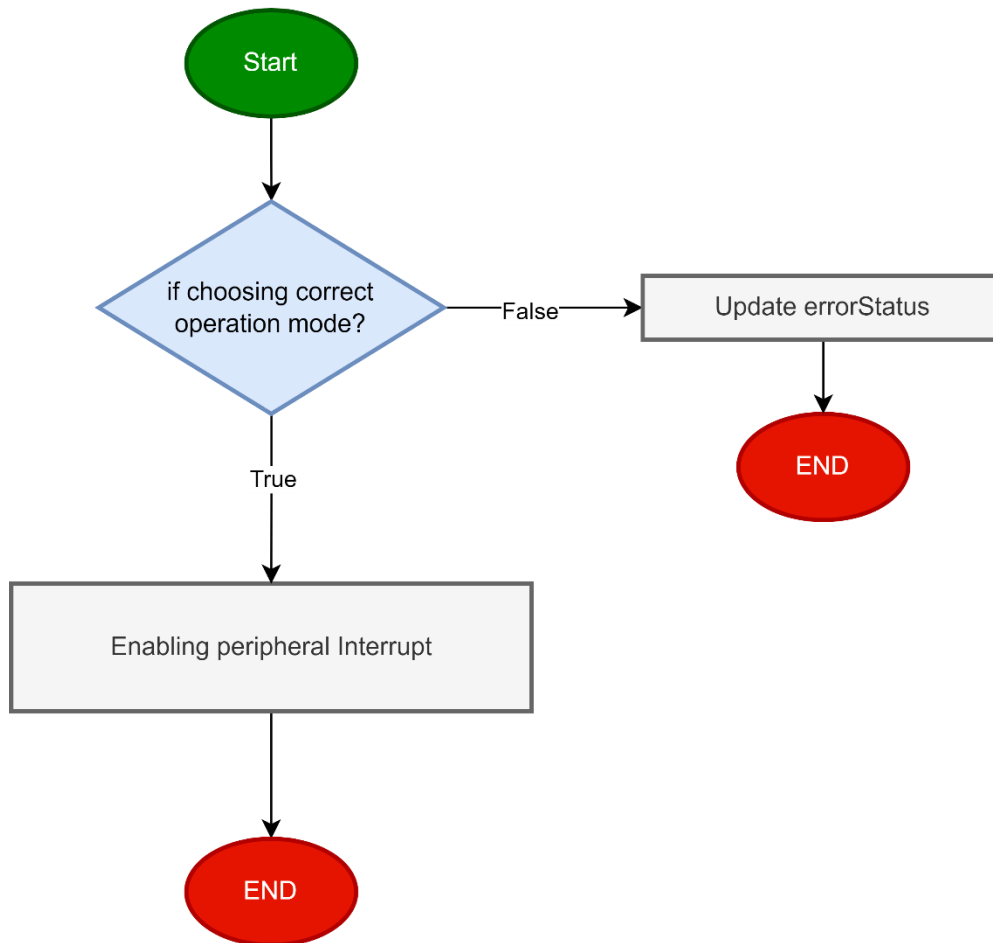 Start
if choosing correct
operation mode?
False
Update errorStatus
END
True
Enabling peripheral Interrupt
END